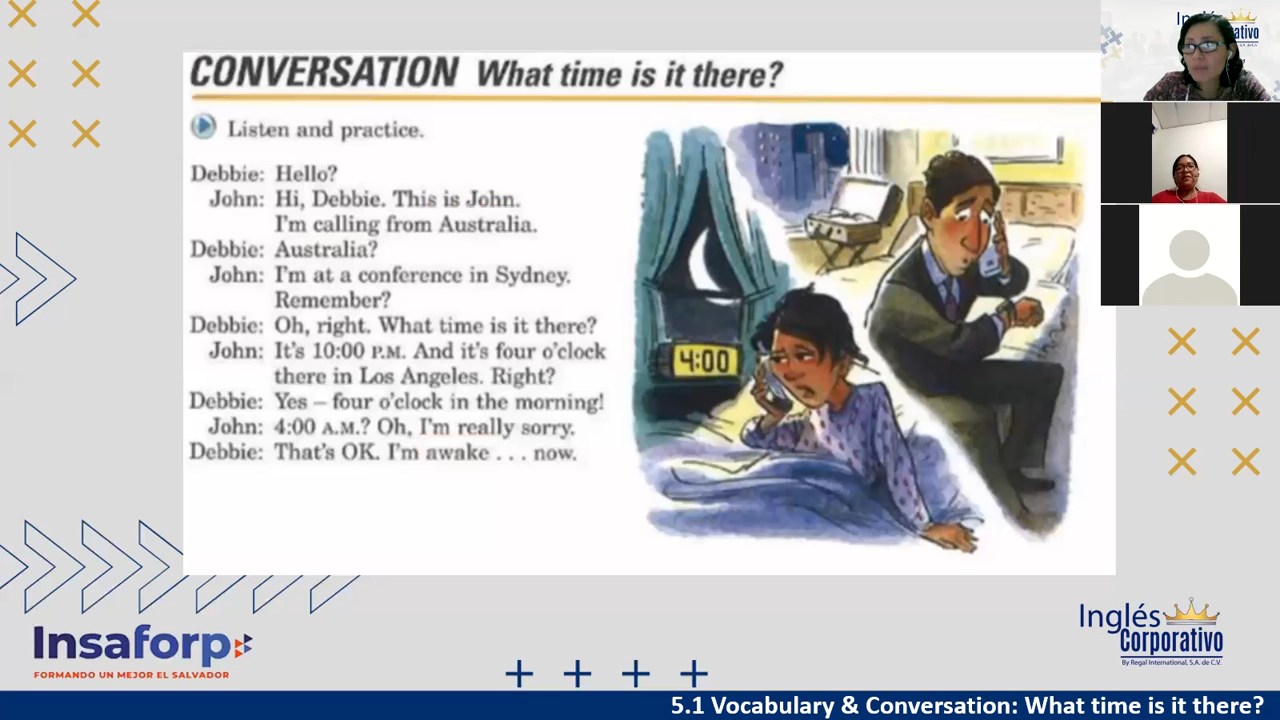 CONVERSATION What time is it there?
Listen and practice.
Debbie: Hello?
John: Hi, Debbie. This is John.
I'm calling from Australia.
Debbie: Australia?
John: I'm at a conference in Sydney.
Remember?
Debbie: Oh, right. What time is it there?
John: It's 10:00 P.M. And it's four o'clock
there in Los Angeles. Right?
Debbie: Yes – four o'clock in the morning!
John: 4:00 A.M.? Oh, I'm really sorry.
Debbie: That's OK. I'm awake . . . now.
4:00
Insaforp
FORMANDO UN MEJOR EL SALVADOR
Inglés
Corporativo
By Regal International, S.A. de C.V.
5.1 Vocabulary & Conversation: What time is it there?